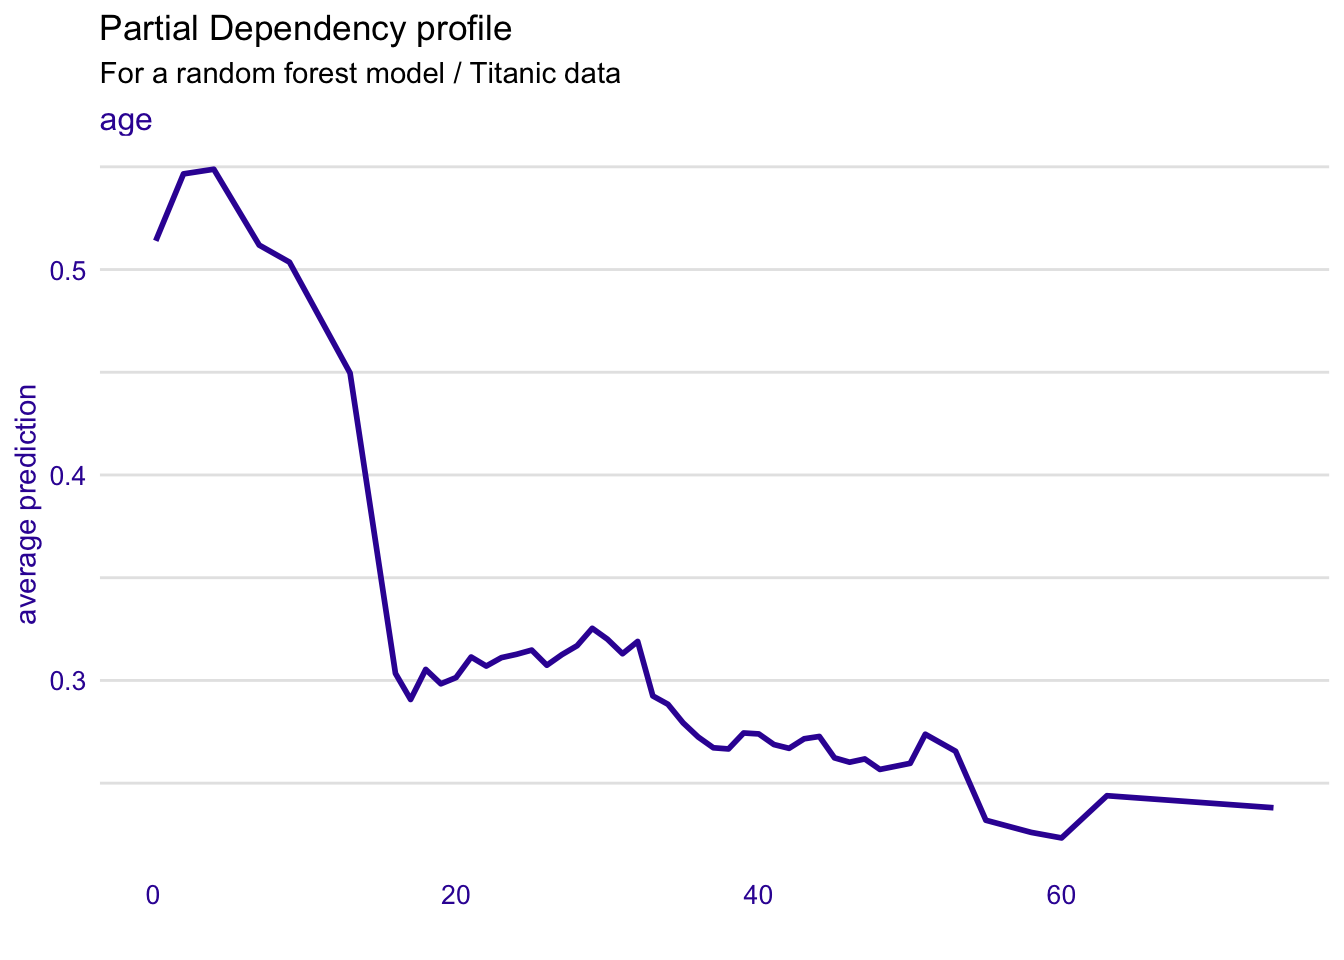 Partial Dependency profile
For a random forest model / Titanic data
age
average prediction
0.5
0.4
0.3
0
20
40
60